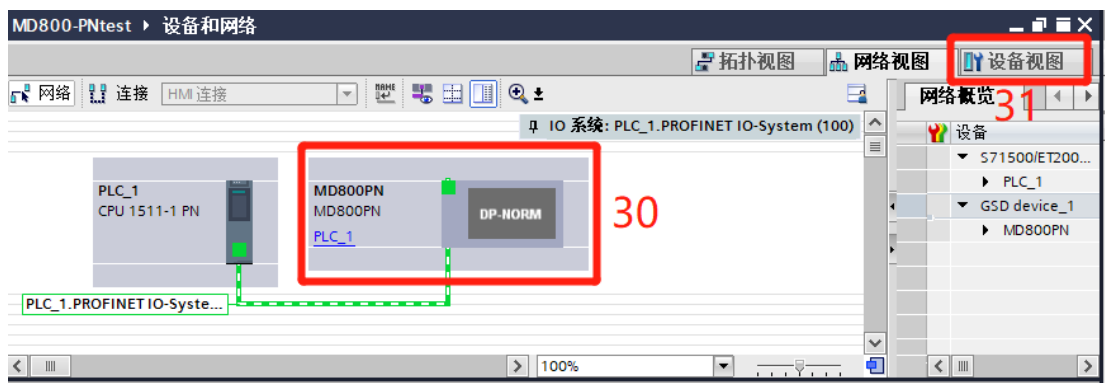 MD800-PNtest ▸ 设备和网络
拓扑视图
网络视图
设备视图
31
网络
连接
HMI 连接
NAME
网络概览
IO 系统: PLC_1.PROFINET IO-System (100)
设备
S71500/ET200...
PLC_1
GSD device_1
MD800PN
PLC_1
CPU 1511-1 PN
MD800PN
MD800PN
PLC_1
DP-NORM
30
PLC_1.PROFINET IO-Syste...
100%